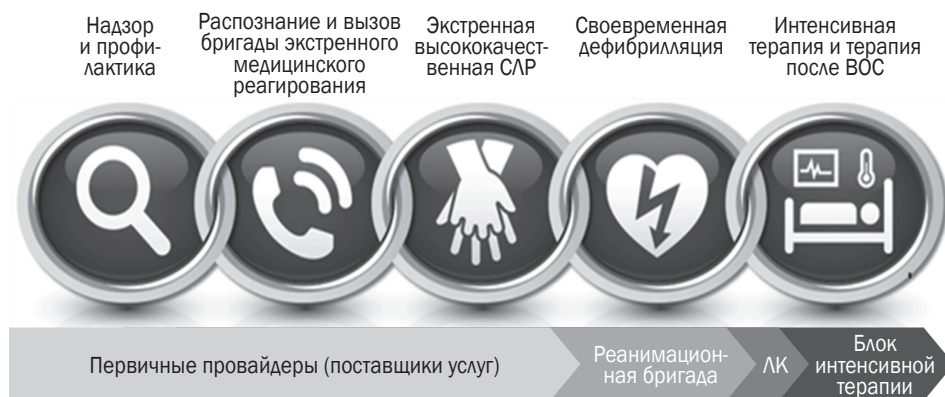 Надзор
и профи-
лактика
Распознание и вызов
бригады экстренного
медицинского
реагирования
Экстренная
высококачест-
венная СЛР
Своевременная
дефибрилляция
Интенсивная
терапия и терапия
после ВОС
Первичные провайдеры (поставщики услуг)
Реанимацион-
ная бригада
ЛК
Блок
интенсивной
терапии